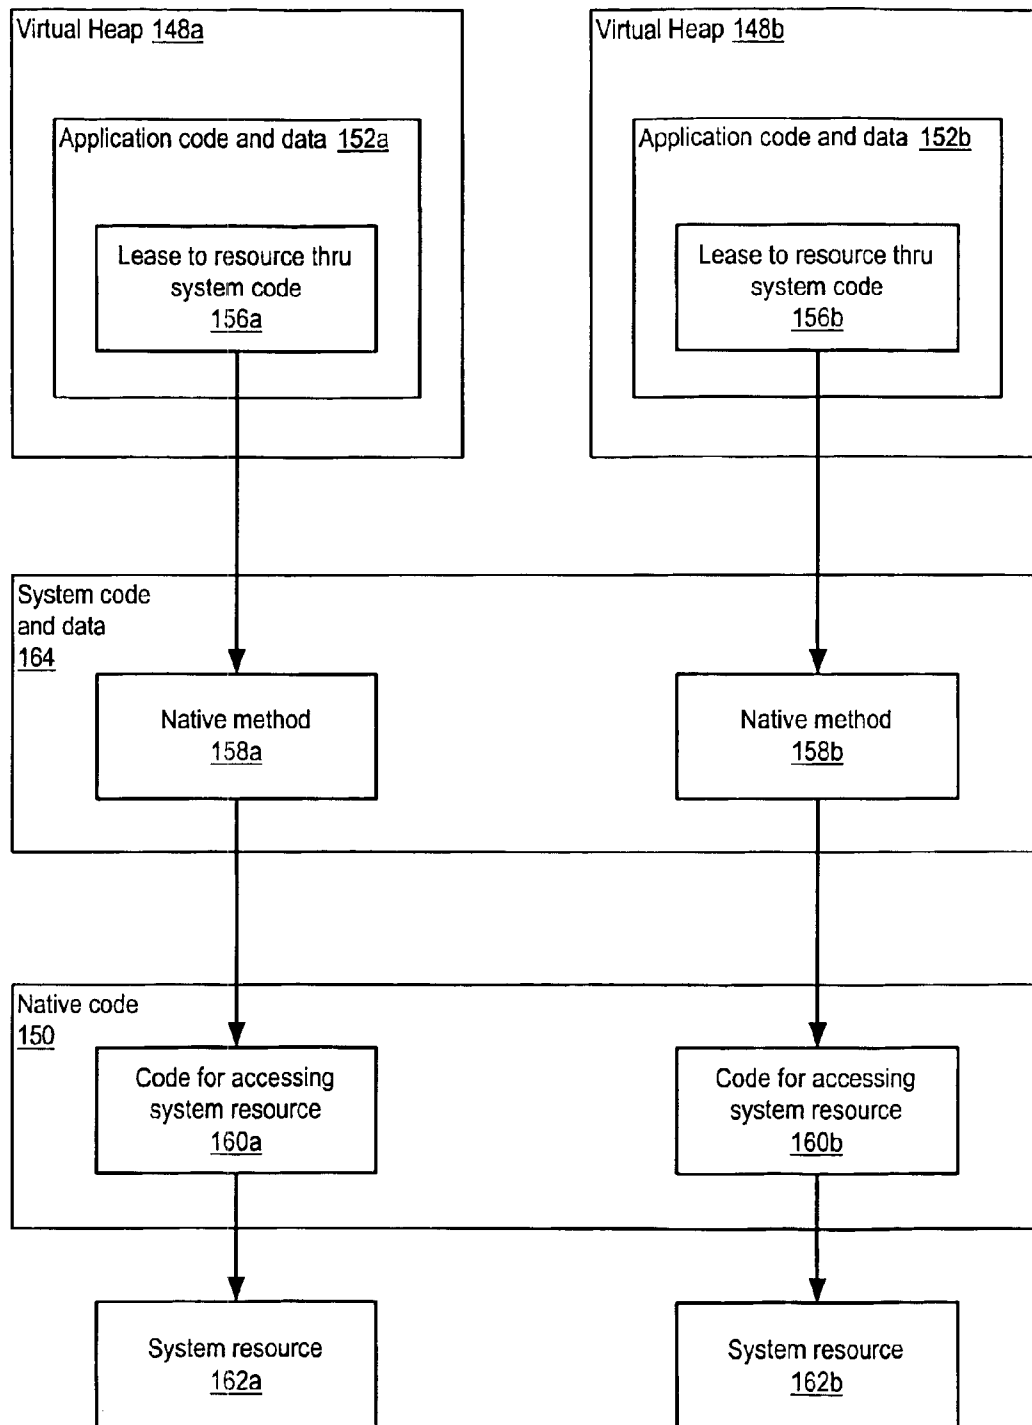 Virtual Heap 148a
Virtual Heap 148b
Application code and data 152a
Application code and data 152b
Lease to resource thru
system code
156a
Lease to resource thru
system code
156b
System code
and data
164
Native method
158a
Native method
158b
Native code
150
Code for accessing
system resource
160a
Code for accessing
system resource
160b
System resource
162a
System resource
162b